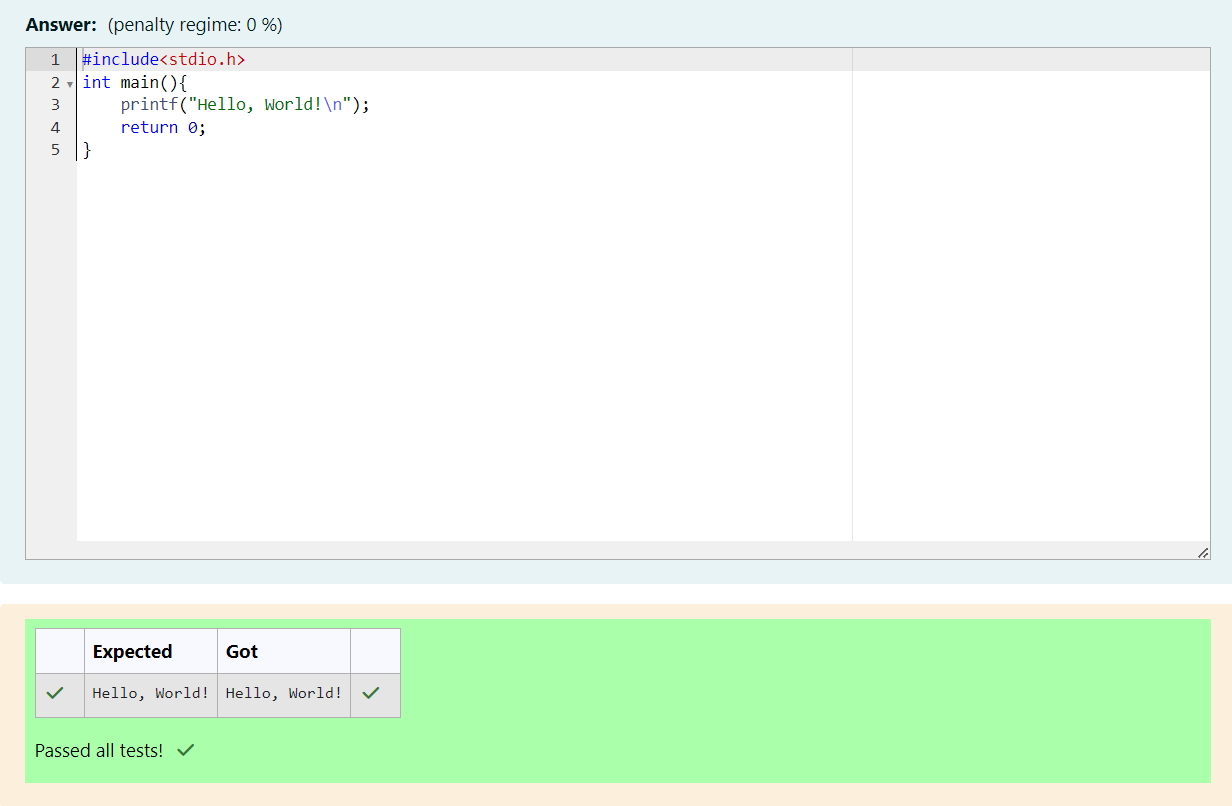 Answer: (penalty regime: 0 %)
1 #include<stdio.h>
2 int main(){
3     printf("Hello, World!\n");
4     return 0;
5 }
Expected Got
Hello, World! Hello, World!
Passed all tests!